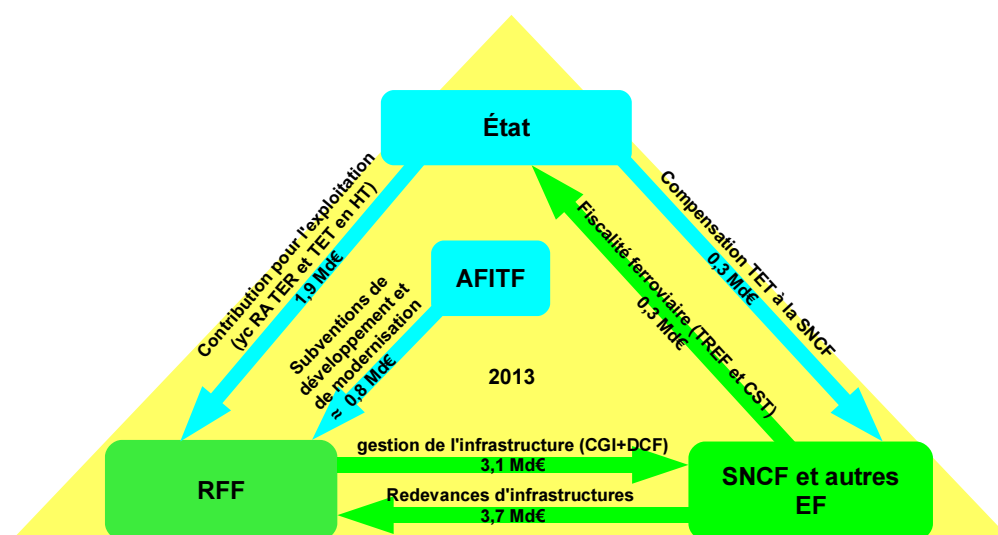 État
Contribution pour l'exploitation
(yc RA TER et TET en HT)
1,9 Md€
Compensation TET à la SNCF
0,3 Md€
Fiscalité ferroviaire (TREF et CST)
0,3 Md€
AFITF
Subventions de
développement et
de modernisation
≈ 0,8 Md€
2013
gestion de l'infrastructure (CGI+DCF)
3,1 Md€
Redevances d'infrastructures
3,7 Md€
RFF
SNCF et autres
EF